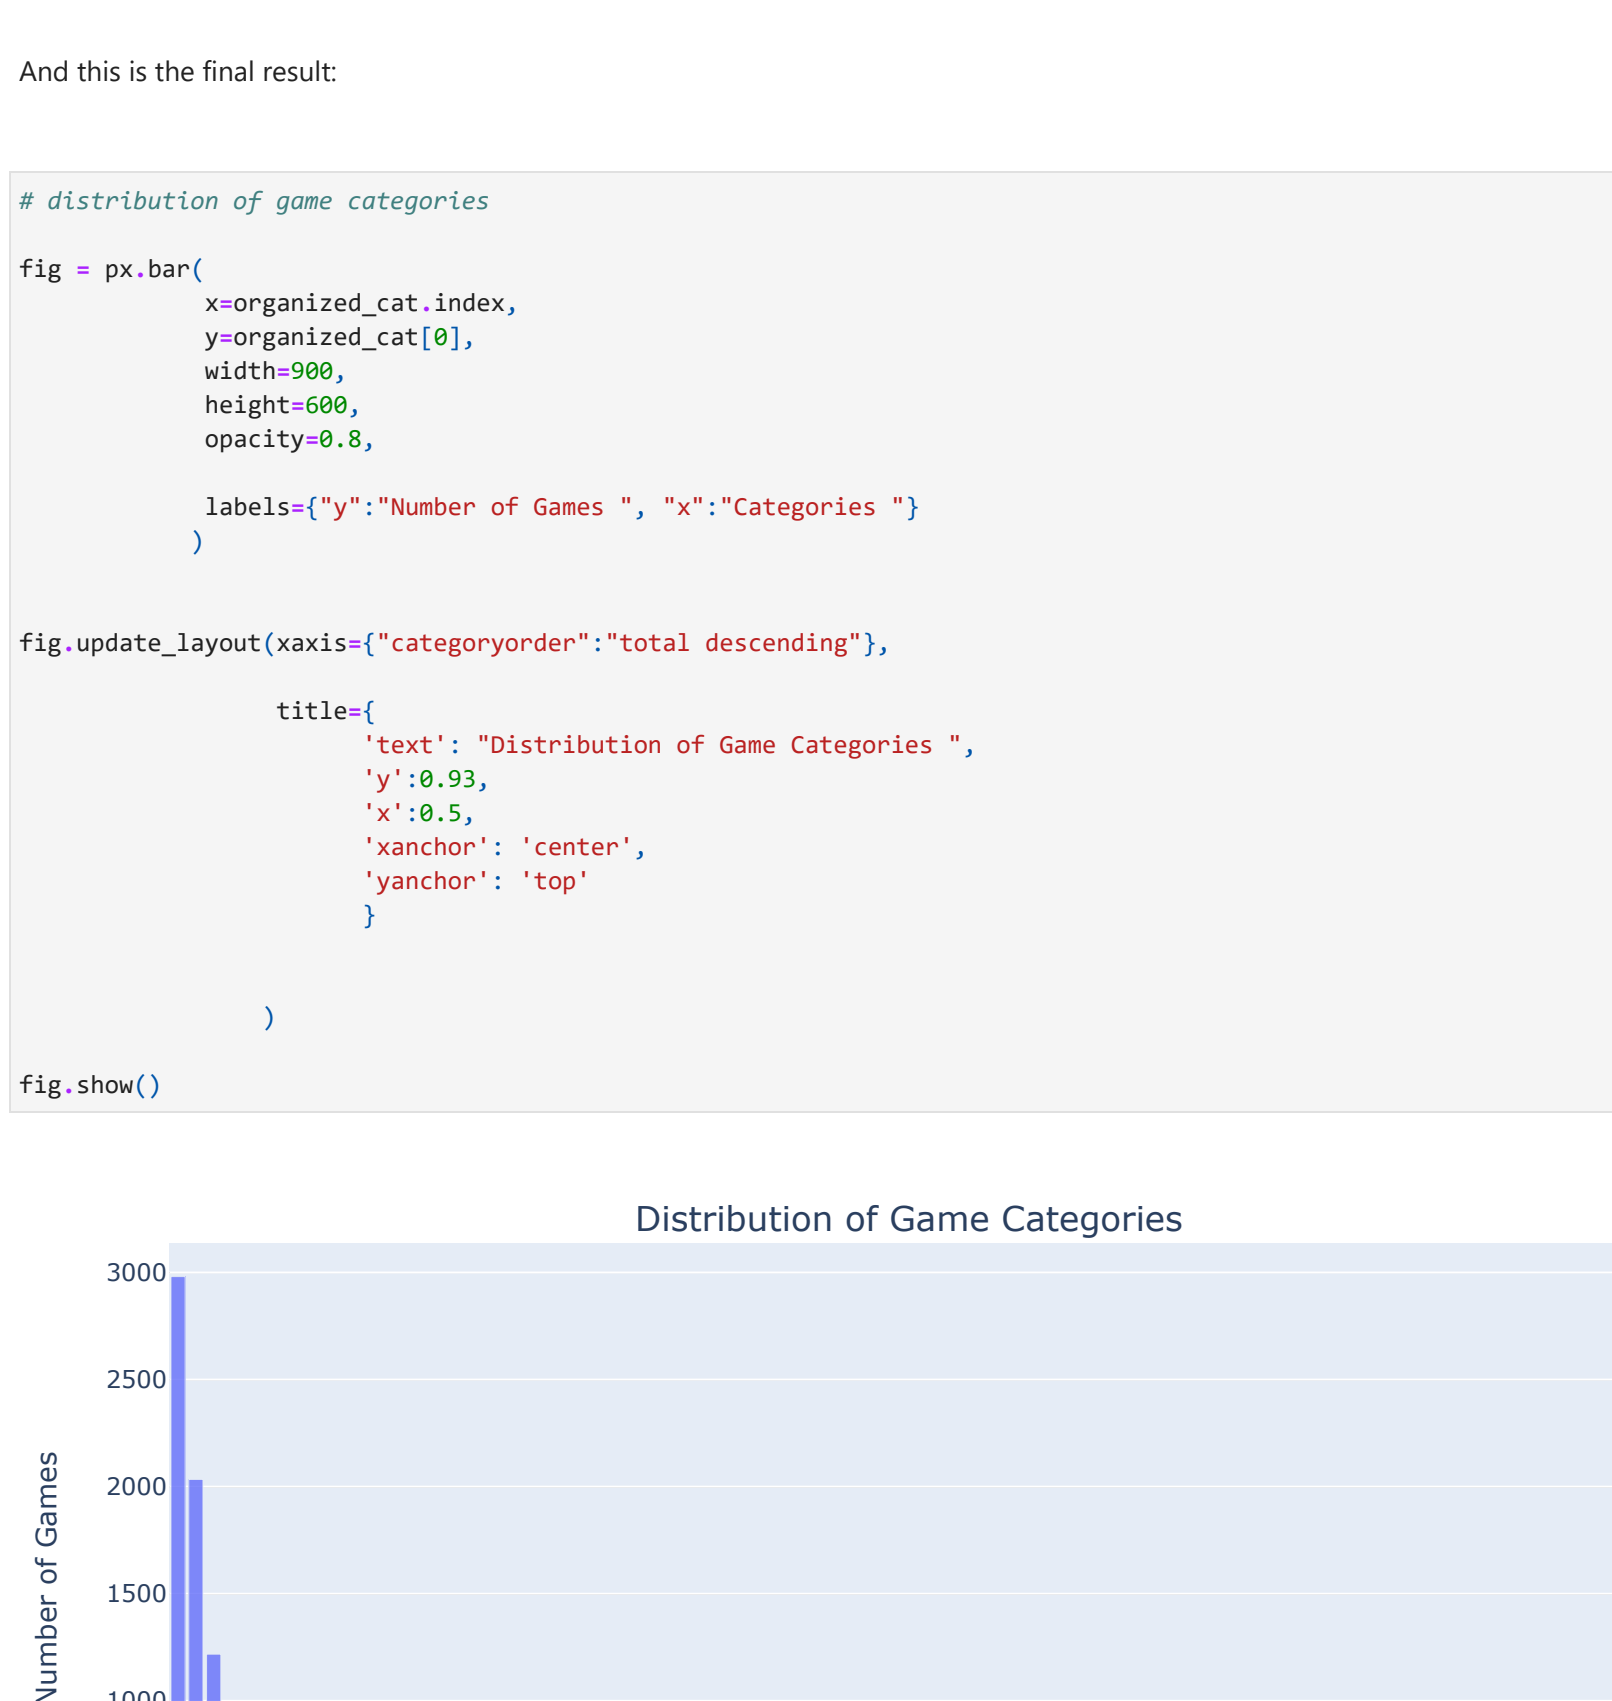 And this is the final result:
# distribution of game categories
fig = px.bar(
x=organized_cat.index,
y=organized_cat[0],
width=900,
height=600,
opacity=0.8,
labels={"y":"Number of Games ", "x":"Categories "}
)
fig.update_layout(xaxis={"categoryorder":"total descending"},
title={
'text': "Distribution of Game Categories ",
'y':0.93,
'x':0.5,
'xanchor': 'center',
'yanchor': 'top'
}
)
fig.show()
Distribution of Game Categories
3000
2500
2000
1500
1000
Number of Games